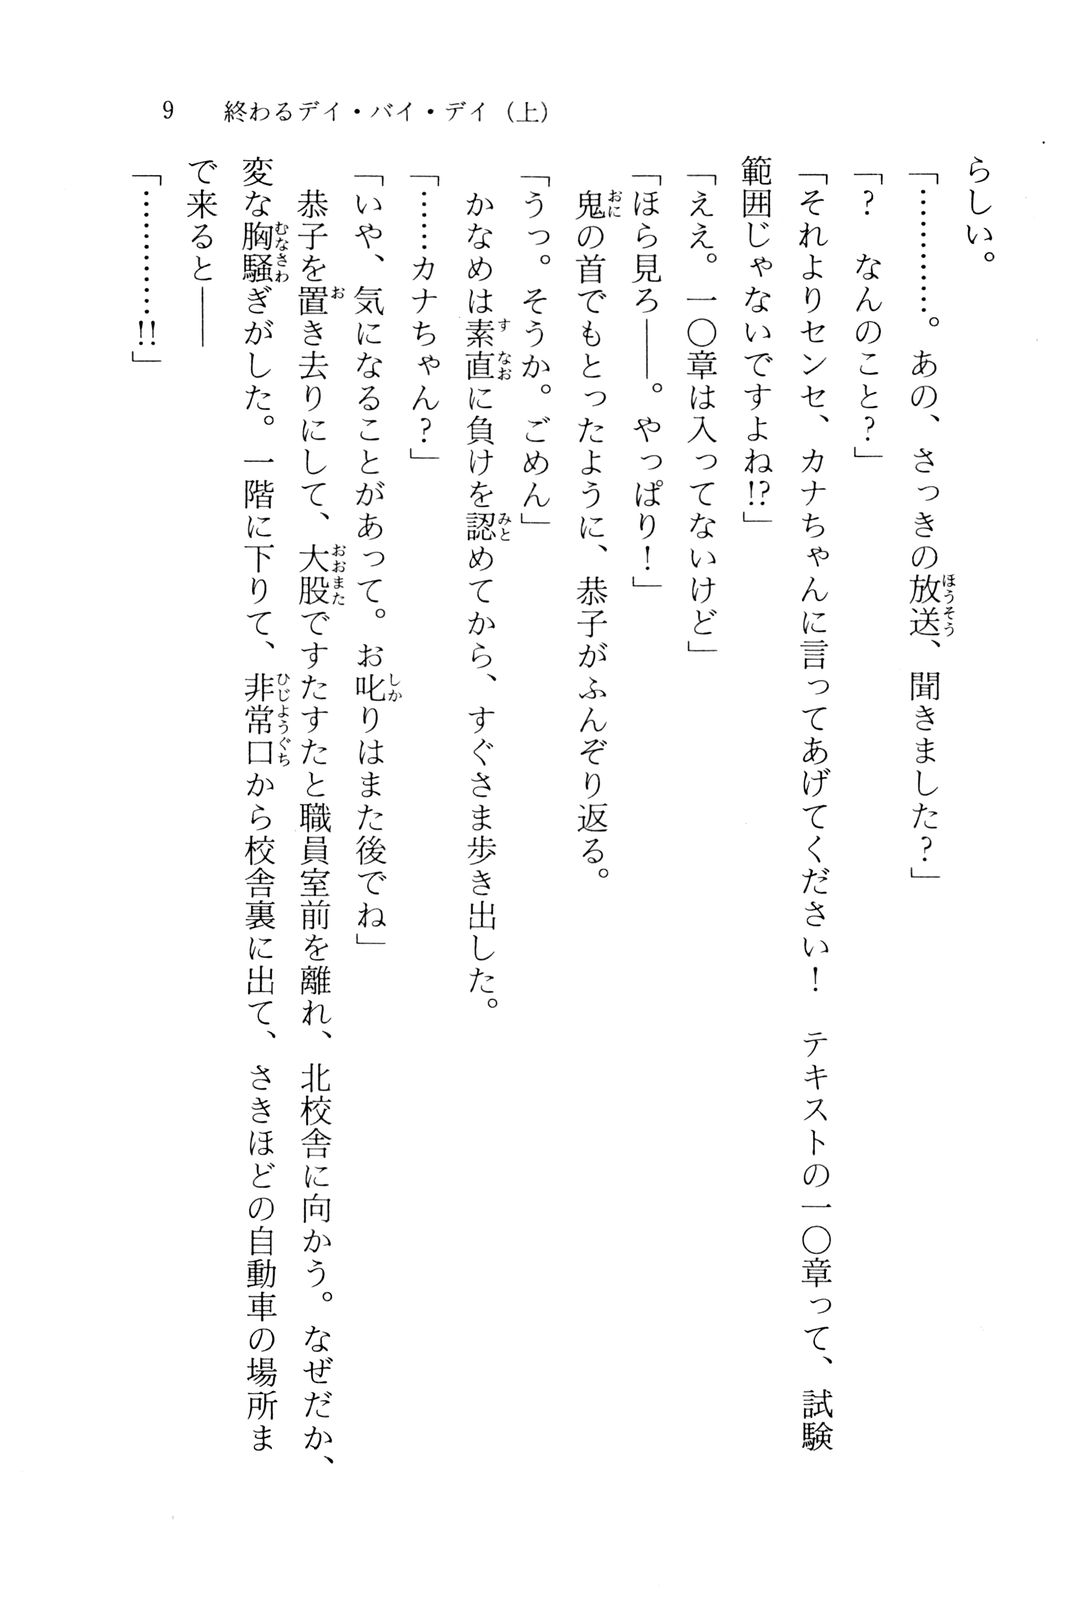 9　終わるデイ・バイ・デイ（上）
らしい。
「…………。あの、さっきの放送、聞きました？」
「？　なんのこと？」
「それよりセンセ、カナちゃんに言ってあげてください！　テキストの一〇章って、試験
範囲じゃないですよね!?」
「ええ。一〇章は入ってないけど」
「ほら見ろ――。やっぱり！」
　鬼の首でもとったように、恭子がふんぞり返る。
「うっ。そうか。ごめん」
　かなめは素直に負けを認めてから、すぐさま歩き出した。
「……カナちゃん？」
「いや、気になることがあって。お叱りはまた後でね」
　恭子を置き去りにして、大股ですたすたと職員室前を離れ、北校舎に向かう。なぜだか、
変な胸騒ぎがした。一階に下りて、非常口から校舎裏に出て、さきほどの自動車の場所ま
で来ると――
「…………!!」